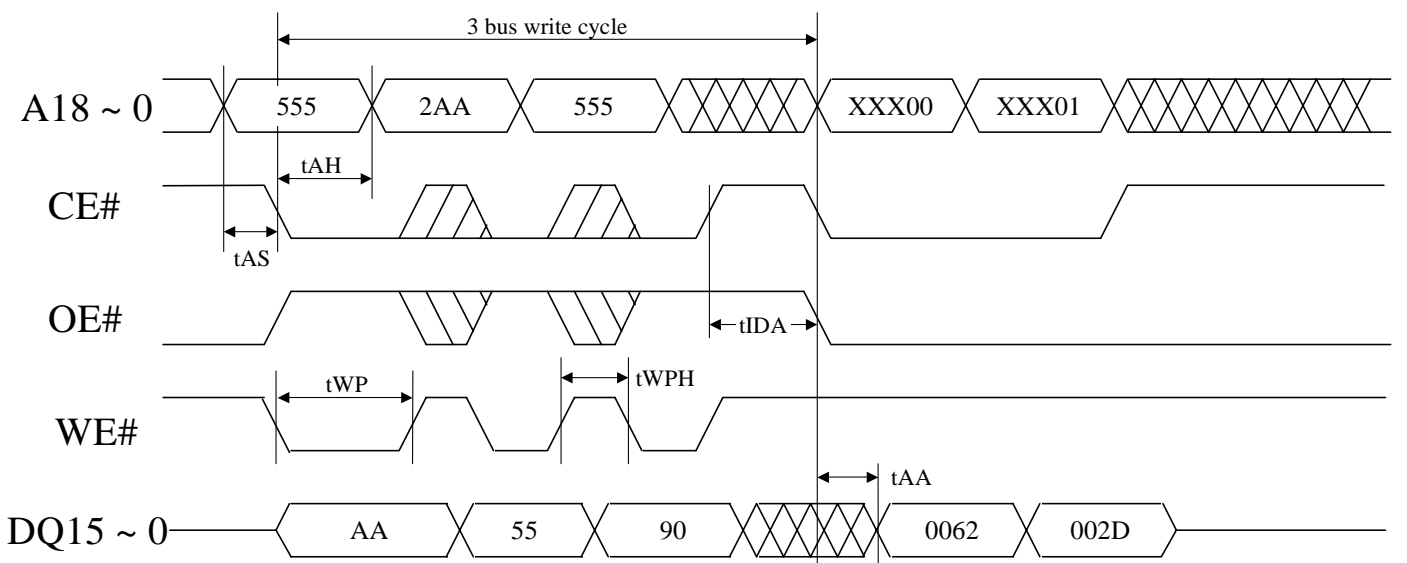 3 bus write cycle
A18 ~ 0
555
2AA
555
XXX00
XXX01
tAH
CE#
tAS
OE#
tIDA
tWP
tWPH
WE#
tAA
DQ15 ~ 0
AA
55
90
0062
002D